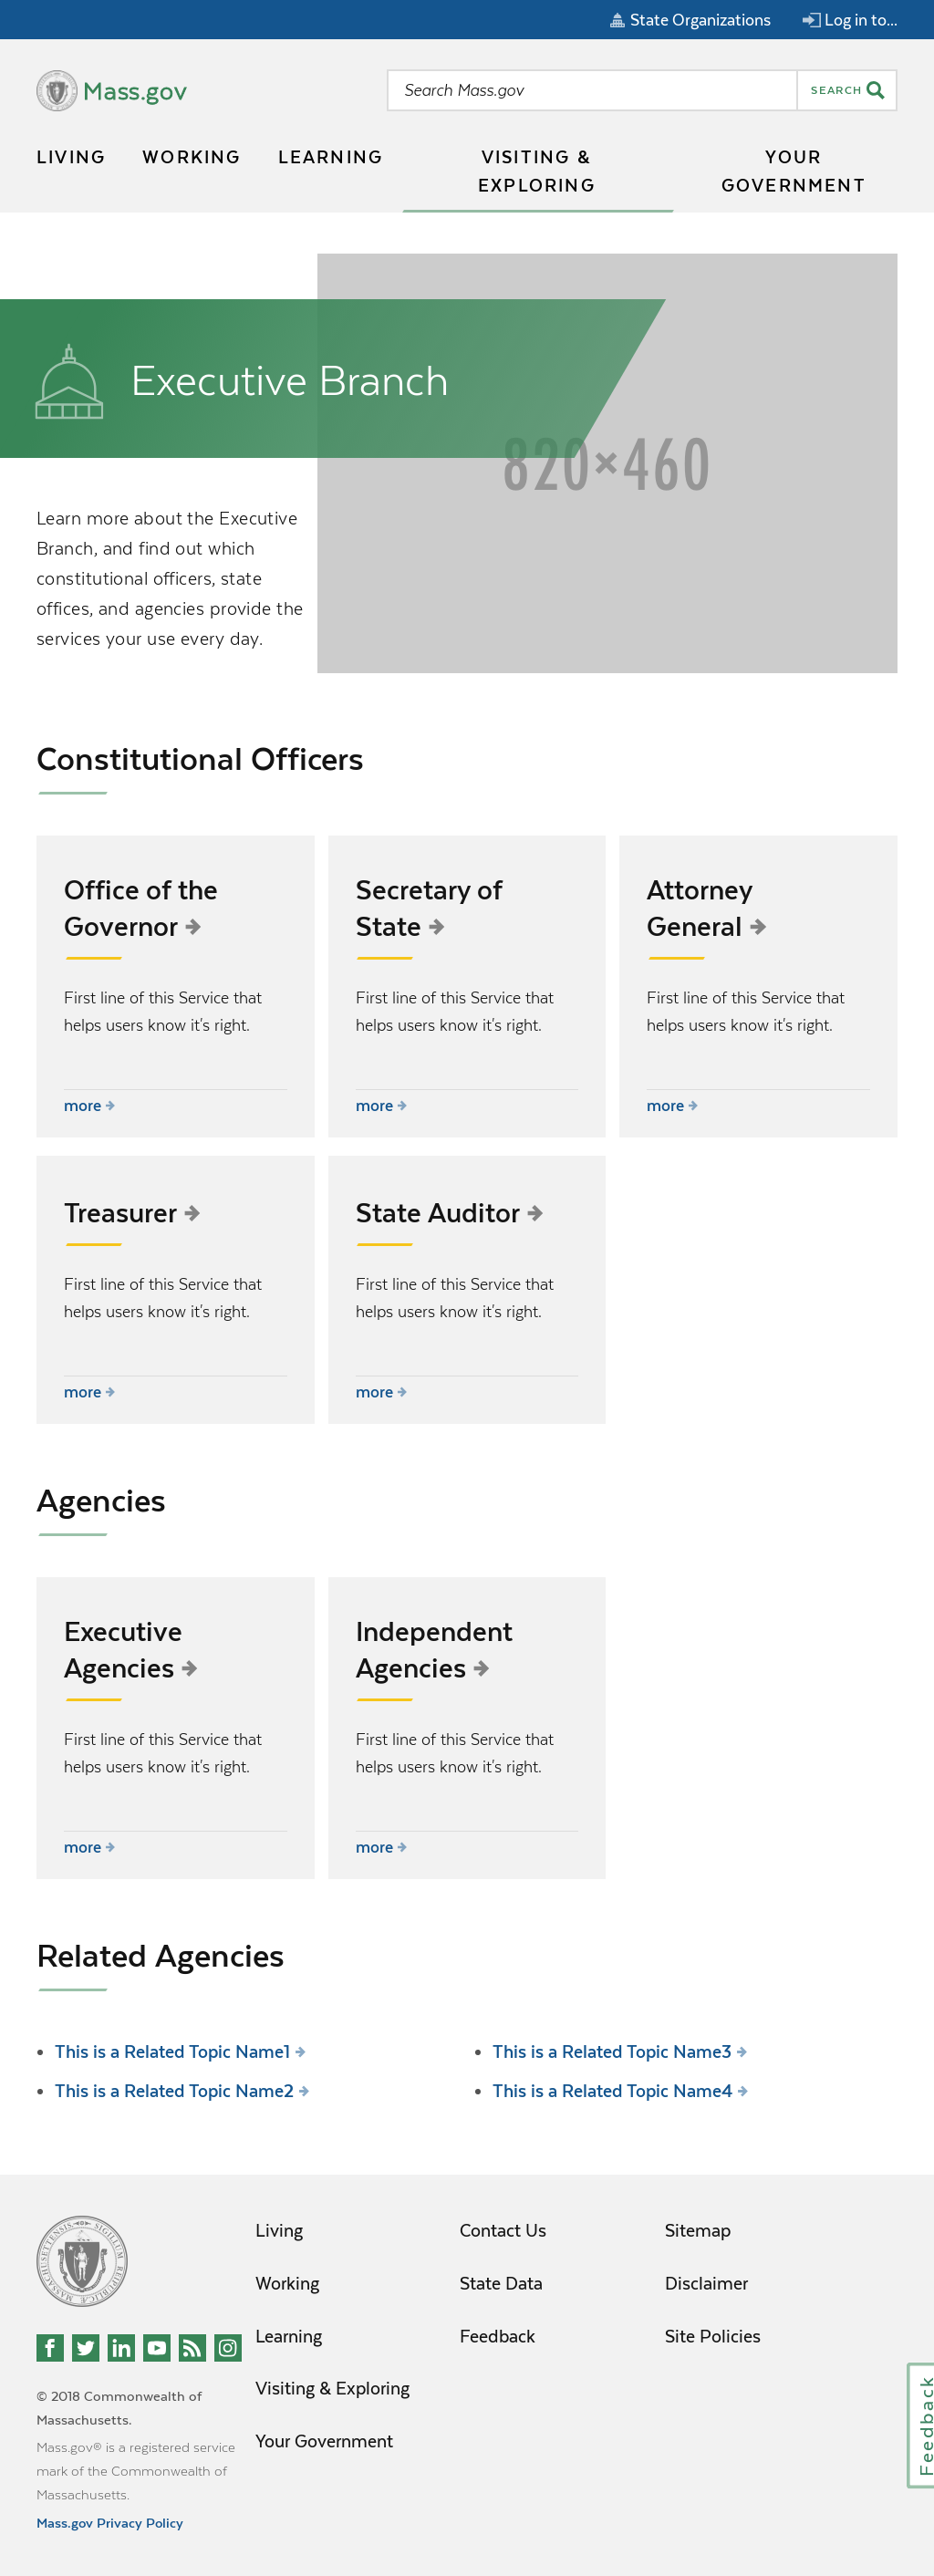 State Organizations
Log in to...
Mass.gov
Search Mass.gov
SEARCH
LIVING
WORKING
LEARNING
VISITING &
EXPLORING
YOUR
GOVERNMENT
Executive Branch
820×460
Learn more about the Executive
Branch, and find out which
constitutional officers, state
offices, and agencies provide the
services your use every day.
Constitutional Officers
Office of the
Governor
First line of this Service that
helps users know it's right.
more
Secretary of
State
First line of this Service that
helps users know it's right.
more
Attorney
General
First line of this Service that
helps users know it's right.
more
Treasurer
First line of this Service that
helps users know it's right.
more
State Auditor
First line of this Service that
helps users know it's right.
more
Agencies
Executive
Agencies
First line of this Service that
helps users know it's right.
more
Independent
Agencies
First line of this Service that
helps users know it's right.
more
Related Agencies
This is a Related Topic Name1
This is a Related Topic Name2
This is a Related Topic Name3
This is a Related Topic Name4
Living
Working
Learning
Visiting & Exploring
Your Government
Contact Us
State Data
Feedback
Sitemap
Disclaimer
Site Policies
© 2018 Commonwealth of
Massachusetts.
Mass.gov® is a registered service
mark of the Commonwealth of
Massachusetts.
Mass.gov Privacy Policy
Feedback